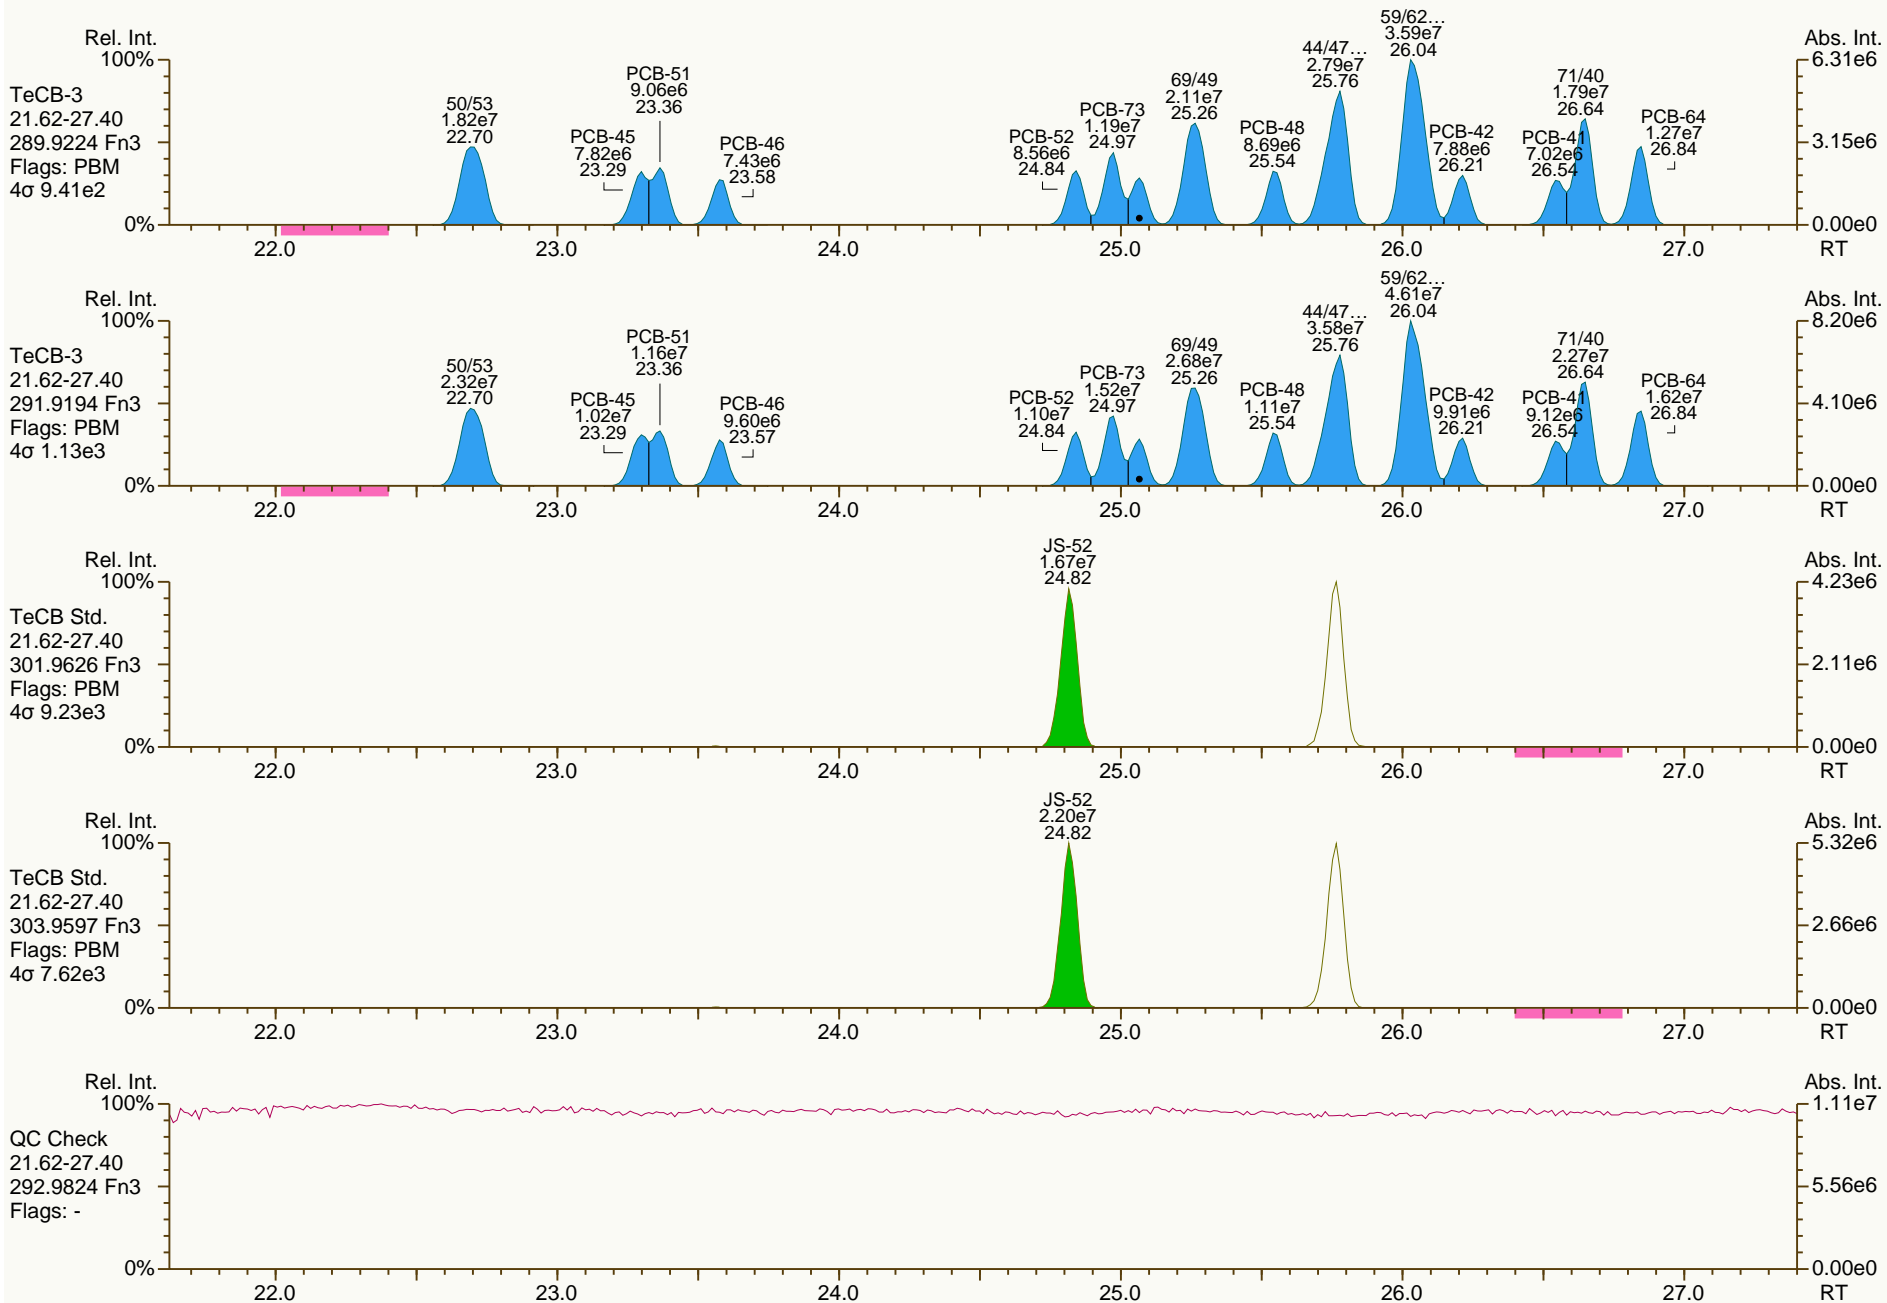 Rel. Int.
100%
0%
TeCB-3
21.62-27.40
289.9224 Fn3
Flags: PBM
4σ 9.41e2
50/53
1.82e7
22.70
PCB-45
7.82e6
23.29
PCB-51
9.06e6
23.36
PCB-46
7.43e6
23.58
PCB-52
8.56e6
24.84
PCB-73
1.19e7
24.97
69/49
2.11e7
25.26
PCB-48
8.69e6
25.54
44/47...
2.79e7
25.76
59/62...
3.59e7
26.04
PCB-42
7.88e6
26.21
PCB-41
7.02e6
26.54
71/40
1.79e7
26.64
PCB-64
1.27e7
26.84
Abs. Int.
6.31e6
3.15e6
0.00e0
22.0 23.0 24.0 25.0 26.0 27.0 RT
Rel. Int.
100%
0%
TeCB-3
21.62-27.40
291.9194 Fn3
Flags: PBM
4σ 1.13e3
50/53
2.32e7
22.70
PCB-45
1.02e7
23.29
PCB-51
1.16e7
23.36
PCB-46
9.60e6
23.57
PCB-52
1.10e7
24.84
PCB-73
1.52e7
24.97
69/49
2.68e7
25.26
PCB-48
1.11e7
25.54
44/47...
3.58e7
25.76
59/62...
4.61e7
26.04
PCB-42
9.91e6
26.21
PCB-41
9.12e6
26.54
71/40
2.27e7
26.64
PCB-64
1.62e7
26.84
Abs. Int.
8.20e6
4.10e6
0.00e0
22.0 23.0 24.0 25.0 26.0 27.0 RT
Rel. Int.
100%
0%
TeCB Std.
21.62-27.40
301.9626 Fn3
Flags: PBM
4σ 9.23e3
JS-52
1.67e7
24.82
Abs. Int.
4.23e6
2.11e6
0.00e0
22.0 23.0 24.0 25.0 26.0 27.0 RT
Rel. Int.
100%
0%
TeCB Std.
21.62-27.40
303.9597 Fn3
Flags: PBM
4σ 7.62e3
JS-52
2.20e7
24.82
Abs. Int.
5.32e6
2.66e6
0.00e0
22.0 23.0 24.0 25.0 26.0 27.0 RT
Rel. Int.
100%
0%
QC Check
21.62-27.40
292.9824 Fn3
Flags: -
Abs. Int.
1.11e7
5.56e6
0.00e0
22.0 23.0 24.0 25.0 26.0 27.0 RT